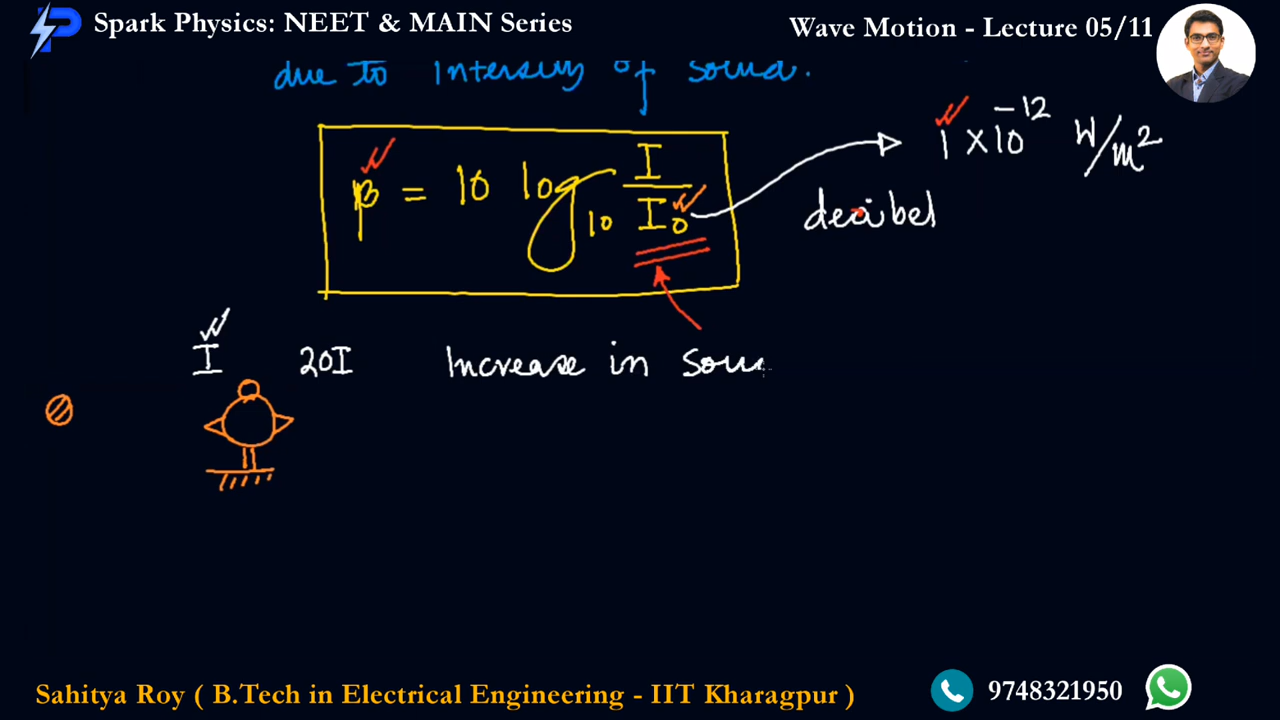 Spark Physics: NEET & MAIN Series
Wave Motion - Lecture 05/11
due to Intensity of sound.
β = 10 log₁₀ I/I₀
1 × 10⁻¹² W/m²
decibel
I 20I Increase in sou
Sahitya Roy ( B.Tech in Electrical Engineering - IIT Kharagpur )
9748321950